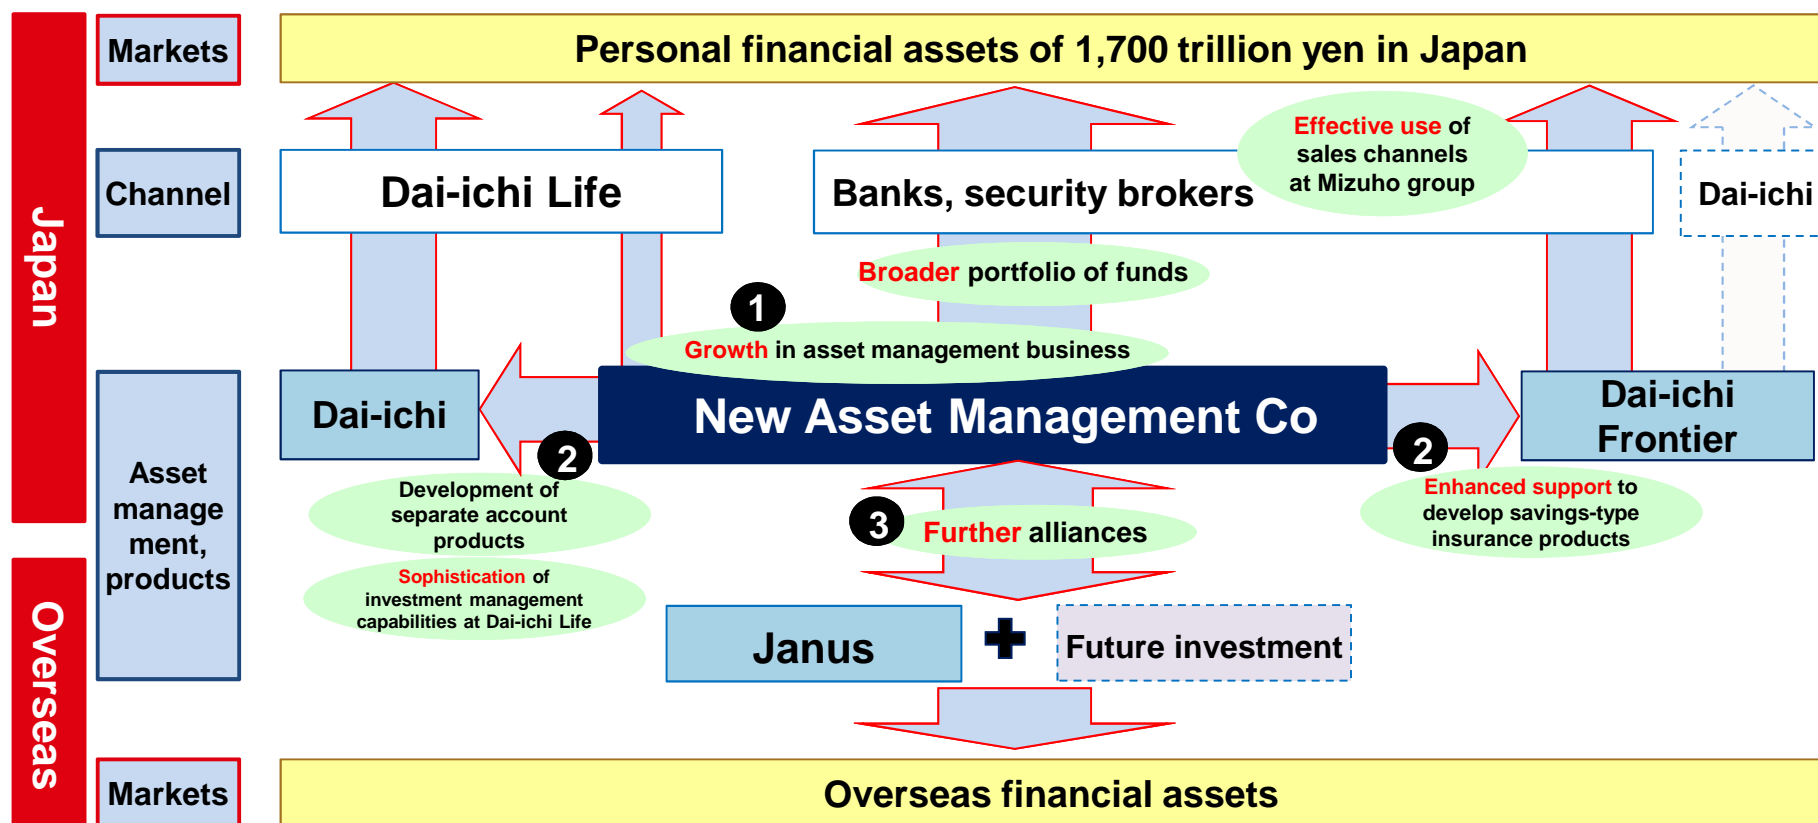 Japan
Markets
Personal financial assets of 1,700 trillion yen in Japan
Channel
Dai-ichi Life
Banks, security brokers
Effective use of
sales channels
at Mizuho group
Dai-ichi
Broader portfolio of funds
1
Growth in asset management business
Asset
manage
ment,
products
Dai-ichi
New Asset Management Co
Dai-ichi
Frontier
2
Development of
separate account
products
Sophistication of
investment management
capabilities at Dai-ichi Life
2
Enhanced support to
develop savings-type
insurance products
3
Further alliances
Overseas
Janus
Future investment
Markets
Overseas financial assets